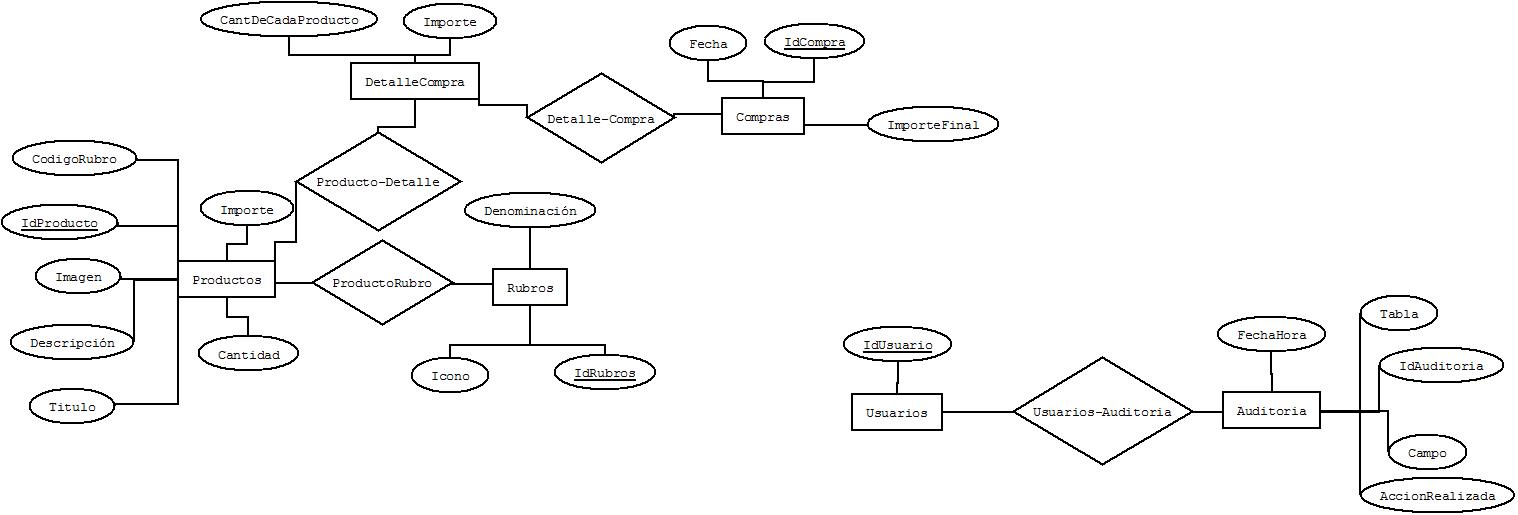 CantDeCadaProducto
Importe
DetalleCompra
Fecha
IdCompra
Detalle-Compra
Compras
ImporteFinal
CodigoRubro
Producto-Detalle
IdProducto
Importe
Denominación
Imagen
Productos
ProductoRubro
Rubros
Descripción
Cantidad
Icono
IdRubros
Titulo
IdUsuario
FechaHora
Tabla
IdAuditoria
Usuarios
Usuarios-Auditoria
Auditoria
Campo
AccionRealizada